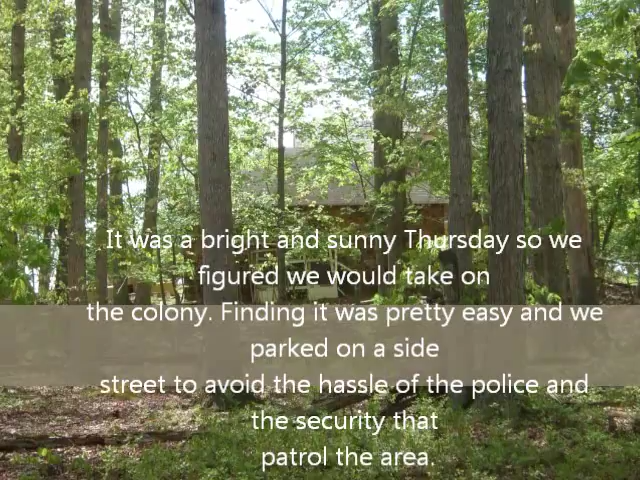 It was a bright and sunny Thursday so we
figured we would take on
the colony. Finding it was pretty easy and we
parked on a side
street to avoid the hassle of the police and
the security that
patrol the area.